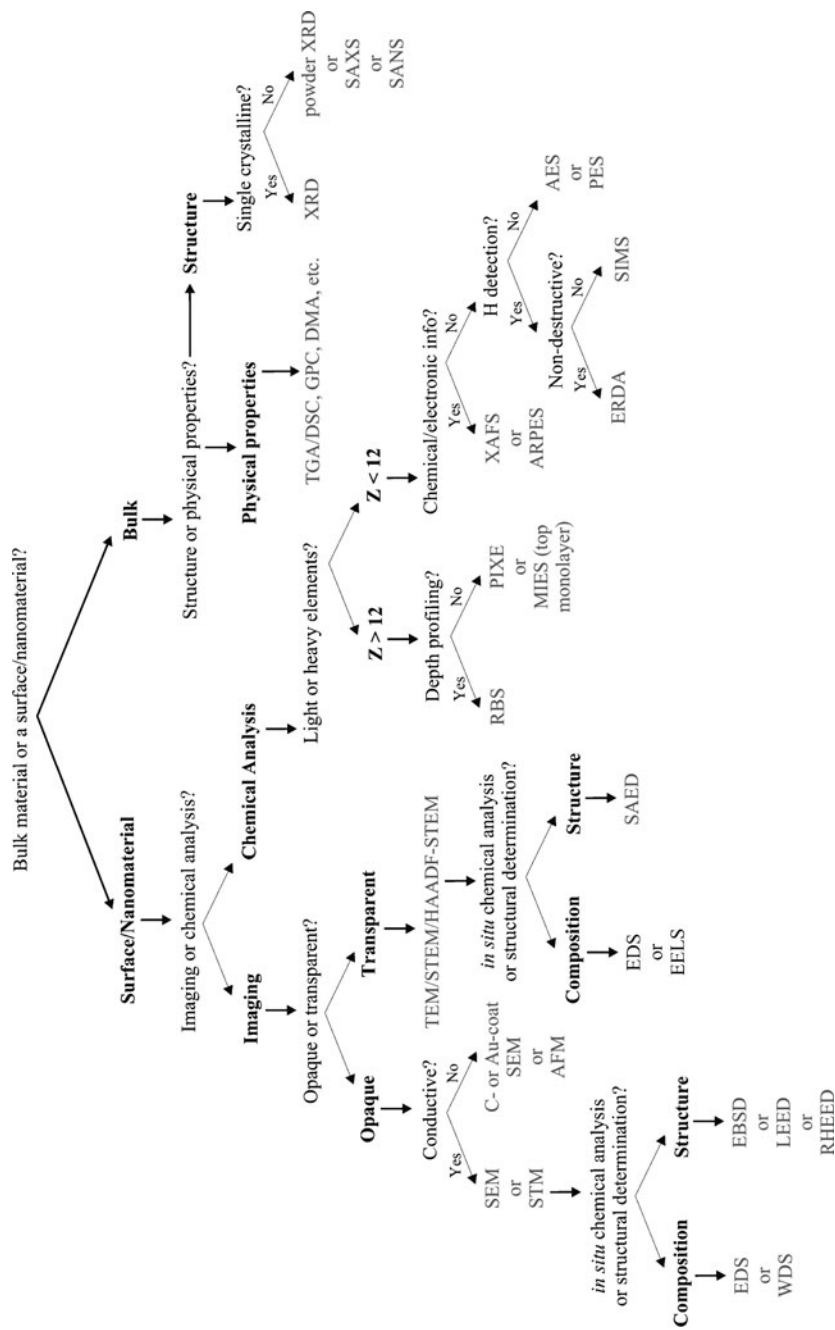 Bulk material or a surface/nanomaterial?
Surface/Nanomaterial
Bulk
Imaging or chemical analysis?
Structure or physical properties?
Imaging
Chemical Analysis
Physical properties
Structure
Opaque or transparent?
Light or heavy elements?
TGA/DSC, GPC, DMA, etc.
Single crystalline?
Yes
No
XRD
powder XRD
or
SAXS
or
SANS
Opaque
Transparent
Z > 12
Z < 12
Conductive?
TEM/STEM/HAADF-STEM
Depth profiling?
Chemical/electronic info?
Yes
No
Yes
No
Yes
No
SEM
or
STM
C- or Au-coat
SEM
or
AFM
RBS
PIXE
or
MIES (top
monolayer)
XAFS
or
ARPES
H detection?
Yes
No
Non-destructive?
AES
or
PES
Yes
No
ERDA
SIMS
in situ chemical analysis
or structural determination?
Composition
Structure
EDS
or
EELS
SAED
in situ chemical analysis
or structural determination?
Composition
Structure
EDS
or
WDS
EBSD
or
LEED
or
RHEED